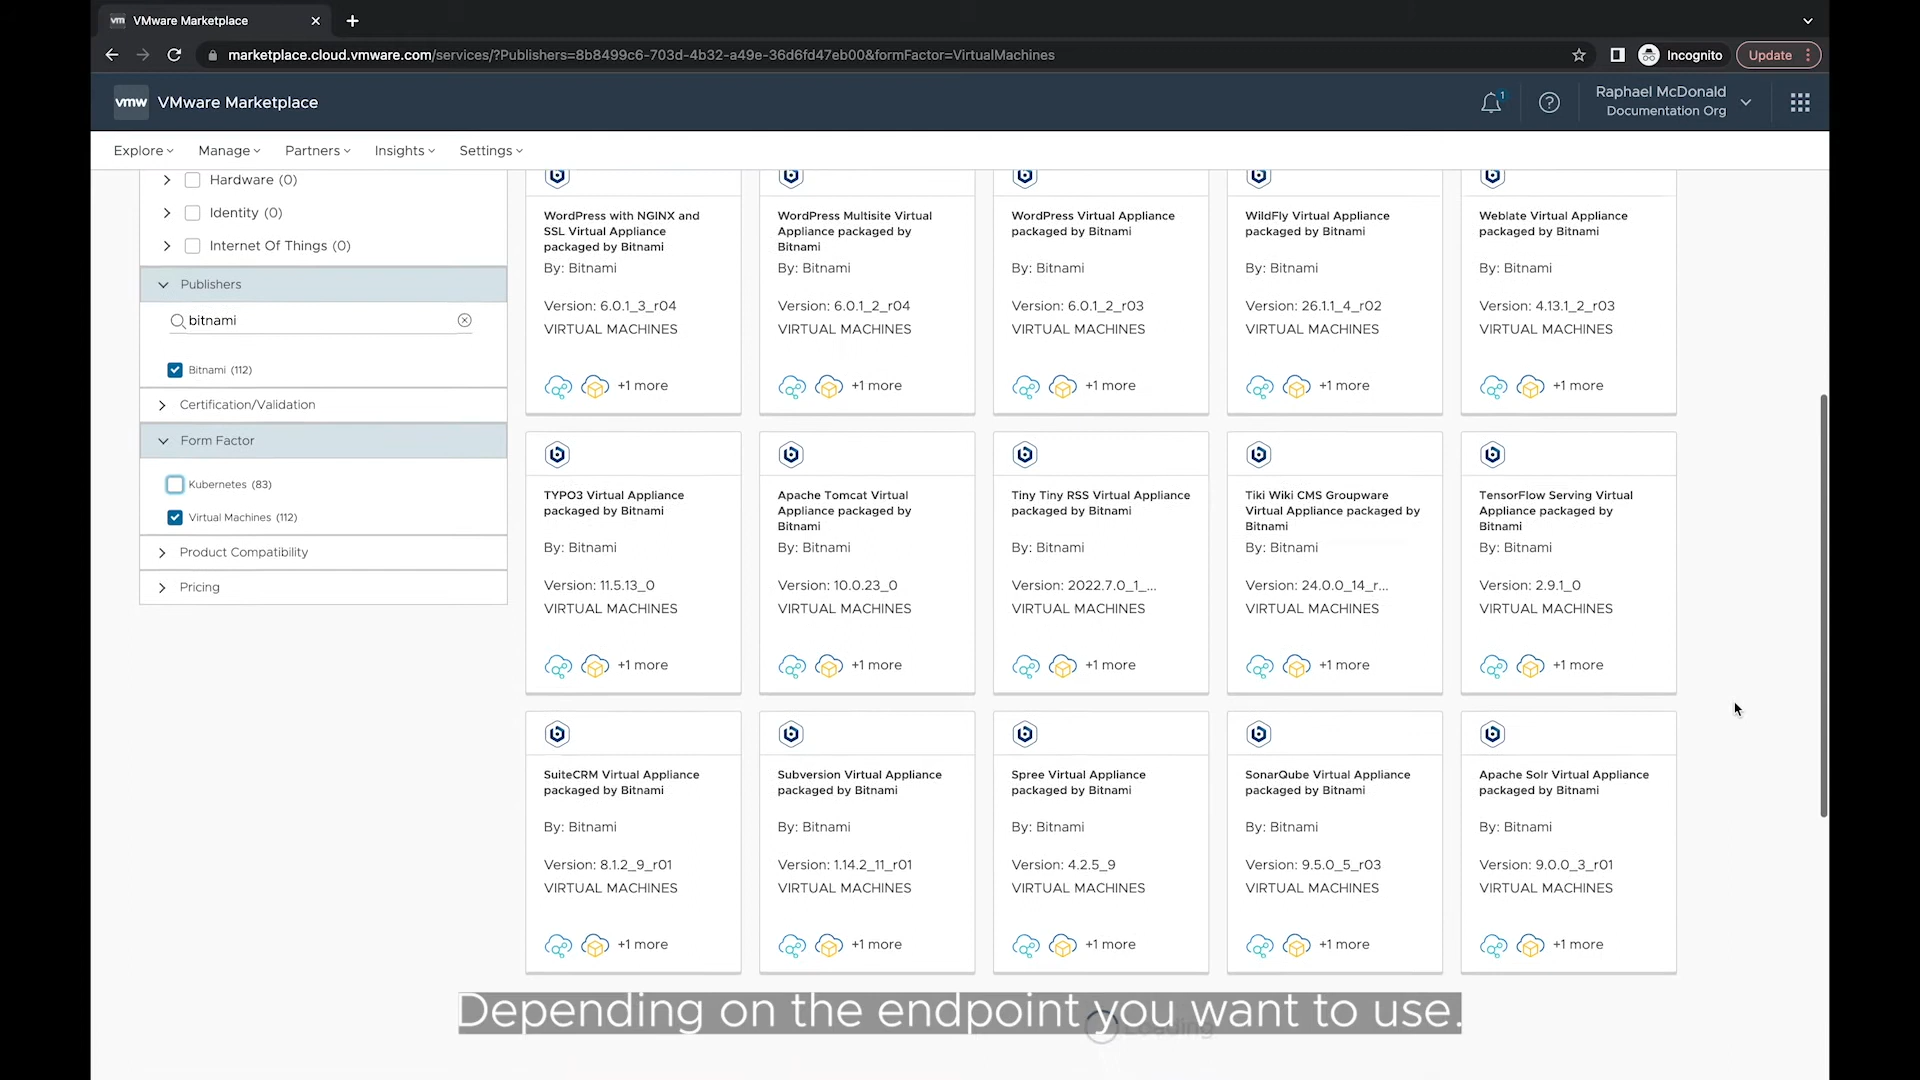 vm VMware Marketplace
marketplace.cloud.vmware.com/services/?Publishers=8b8499c6-703d-4b32-a49e-36d6fd47eb00&formFactor=VirtualMachines
Incognito
Update
vmw VMware Marketplace
1
?
Raphael McDonald
Documentation Org
Explore
Manage
Partners
Insights
Settings
Hardware (0)
Identity (0)
Internet Of Things (0)
Publishers
bitnami
Bitnami (112)
Certification/Validation
Form Factor
Kubernetes (83)
Virtual Machines (112)
Product Compatibility
Pricing
WordPress with NGINX and
SSL Virtual Appliance
packaged by Bitnami
By: Bitnami
Version: 6.0.1_3_r04
VIRTUAL MACHINES
+1 more
WordPress Multisite Virtual
Appliance packaged by
Bitnami
By: Bitnami
Version: 6.0.1_2_r04
VIRTUAL MACHINES
+1 more
WordPress Virtual Appliance
packaged by Bitnami
By: Bitnami
Version: 6.0.1_2_r03
VIRTUAL MACHINES
+1 more
WildFly Virtual Appliance
packaged by Bitnami
By: Bitnami
Version: 26.1.1_4_r02
VIRTUAL MACHINES
+1 more
Weblate Virtual Appliance
packaged by Bitnami
By: Bitnami
Version: 4.13.1_2_r03
VIRTUAL MACHINES
+1 more
TYPO3 Virtual Appliance
packaged by Bitnami
By: Bitnami
Version: 11.5.13_0
VIRTUAL MACHINES
+1 more
Apache Tomcat Virtual
Appliance packaged by
Bitnami
By: Bitnami
Version: 10.0.23_0
VIRTUAL MACHINES
+1 more
Tiny Tiny RSS Virtual Appliance
packaged by Bitnami
By: Bitnami
Version: 2022.7.0_1_...
VIRTUAL MACHINES
+1 more
Tiki Wiki CMS Groupware
Virtual Appliance packaged by
Bitnami
By: Bitnami
Version: 24.0.0_14_r...
VIRTUAL MACHINES
+1 more
TensorFlow Serving Virtual
Appliance packaged by
Bitnami
By: Bitnami
Version: 2.9.1_0
VIRTUAL MACHINES
+1 more
SuiteCRM Virtual Appliance
packaged by Bitnami
By: Bitnami
Version: 8.1.2_9_r01
VIRTUAL MACHINES
+1 more
Subversion Virtual Appliance
packaged by Bitnami
By: Bitnami
Version: 1.14.2_11_r01
VIRTUAL MACHINES
+1 more
Spree Virtual Appliance
packaged by Bitnami
By: Bitnami
Version: 4.2.5_9
VIRTUAL MACHINES
+1 more
SonarQube Virtual Appliance
packaged by Bitnami
By: Bitnami
Version: 9.5.0_5_r03
VIRTUAL MACHINES
+1 more
Apache Solr Virtual Appliance
packaged by Bitnami
By: Bitnami
Version: 9.0.0_3_r01
VIRTUAL MACHINES
+1 more
Loading
Depending on the endpoint you want to use.